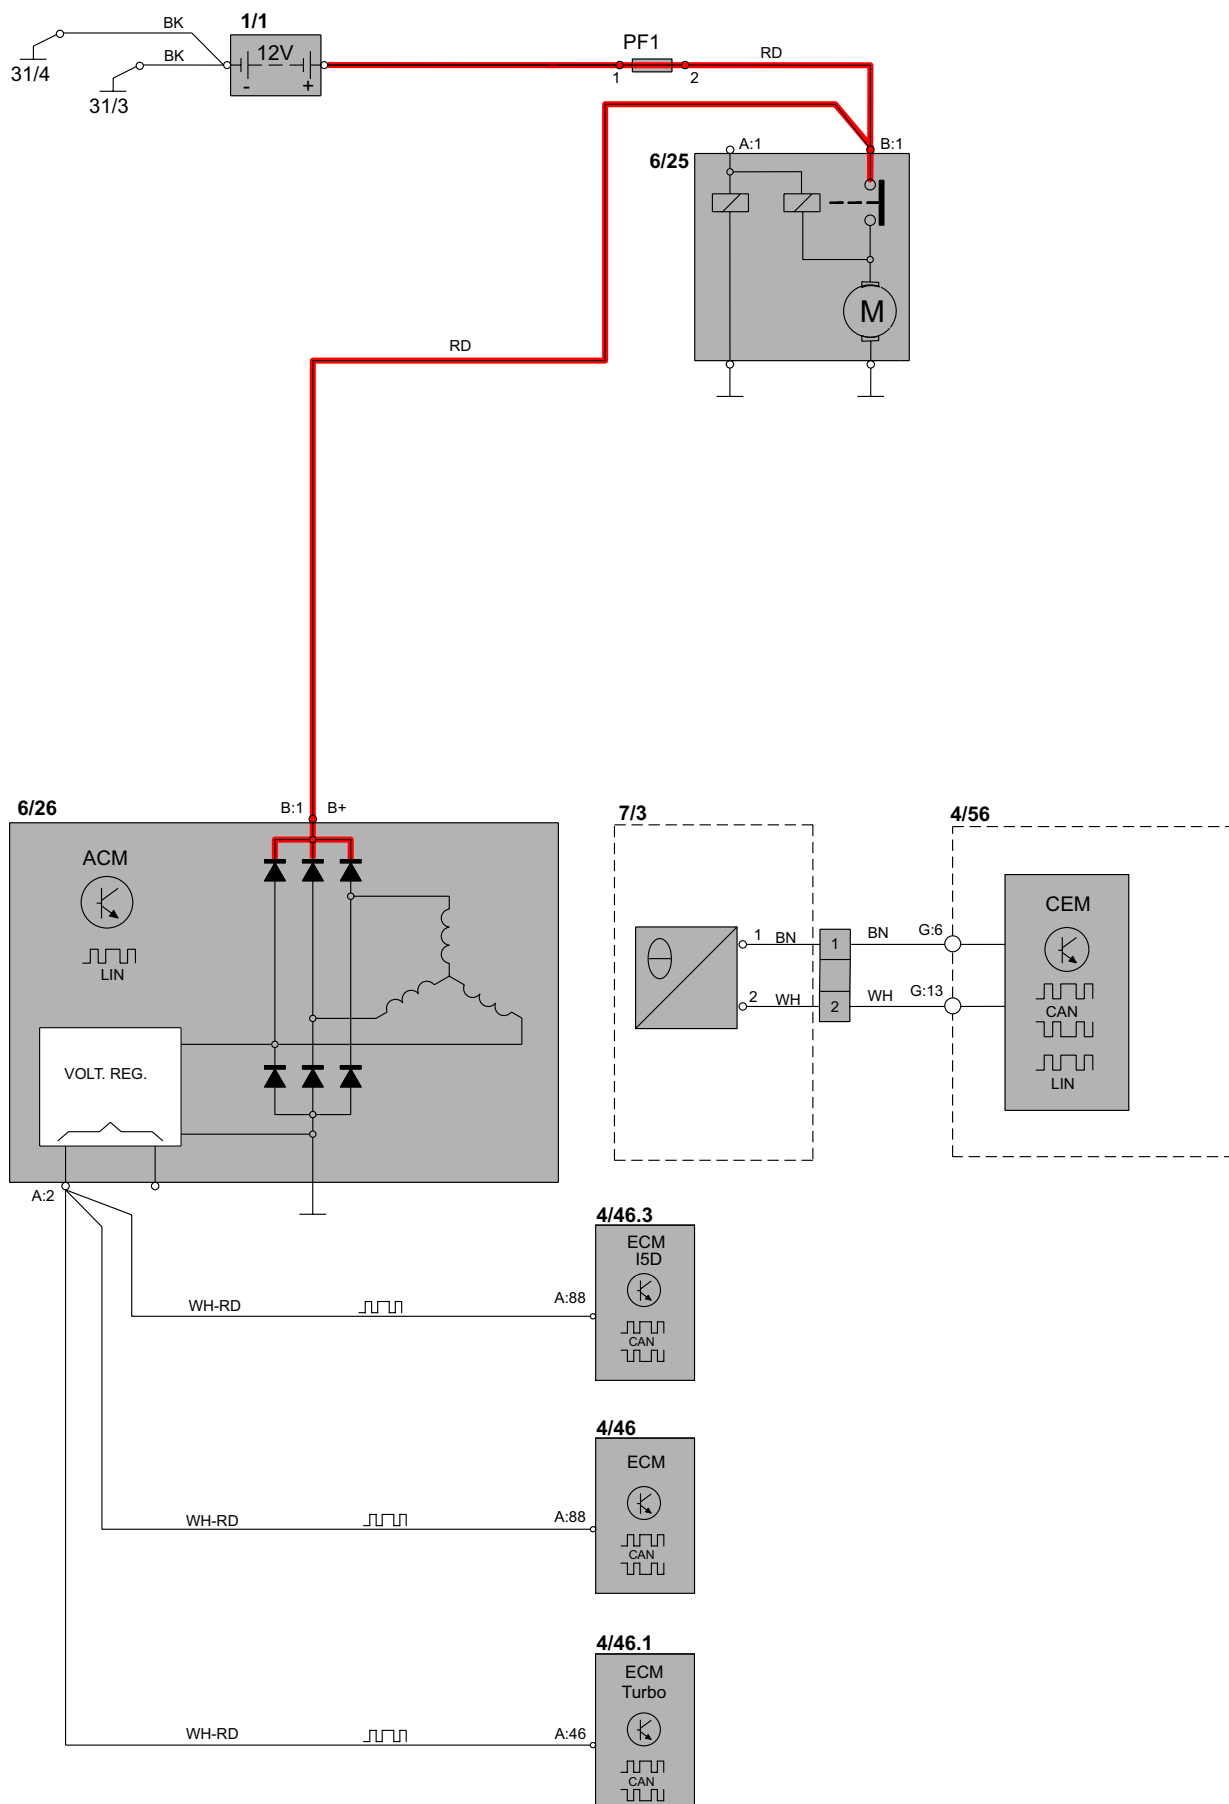 BK
1/1
31/4
BK
31/3
12V
-
+
PF1
1
2
RD
6/25
A:1
B:1
M
RD
6/26
B:1
B+
ACM
LIN
VOLT. REG.
A:2
7/3
1
BN
1
BN
G:6
2
WH
2
WH
G:13
4/56
CEM
CAN
LIN
4/46.3
ECM
I5D
CAN
WH-RD
A:88
4/46
ECM
CAN
WH-RD
A:88
4/46.1
ECM
Turbo
CAN
WH-RD
A:46